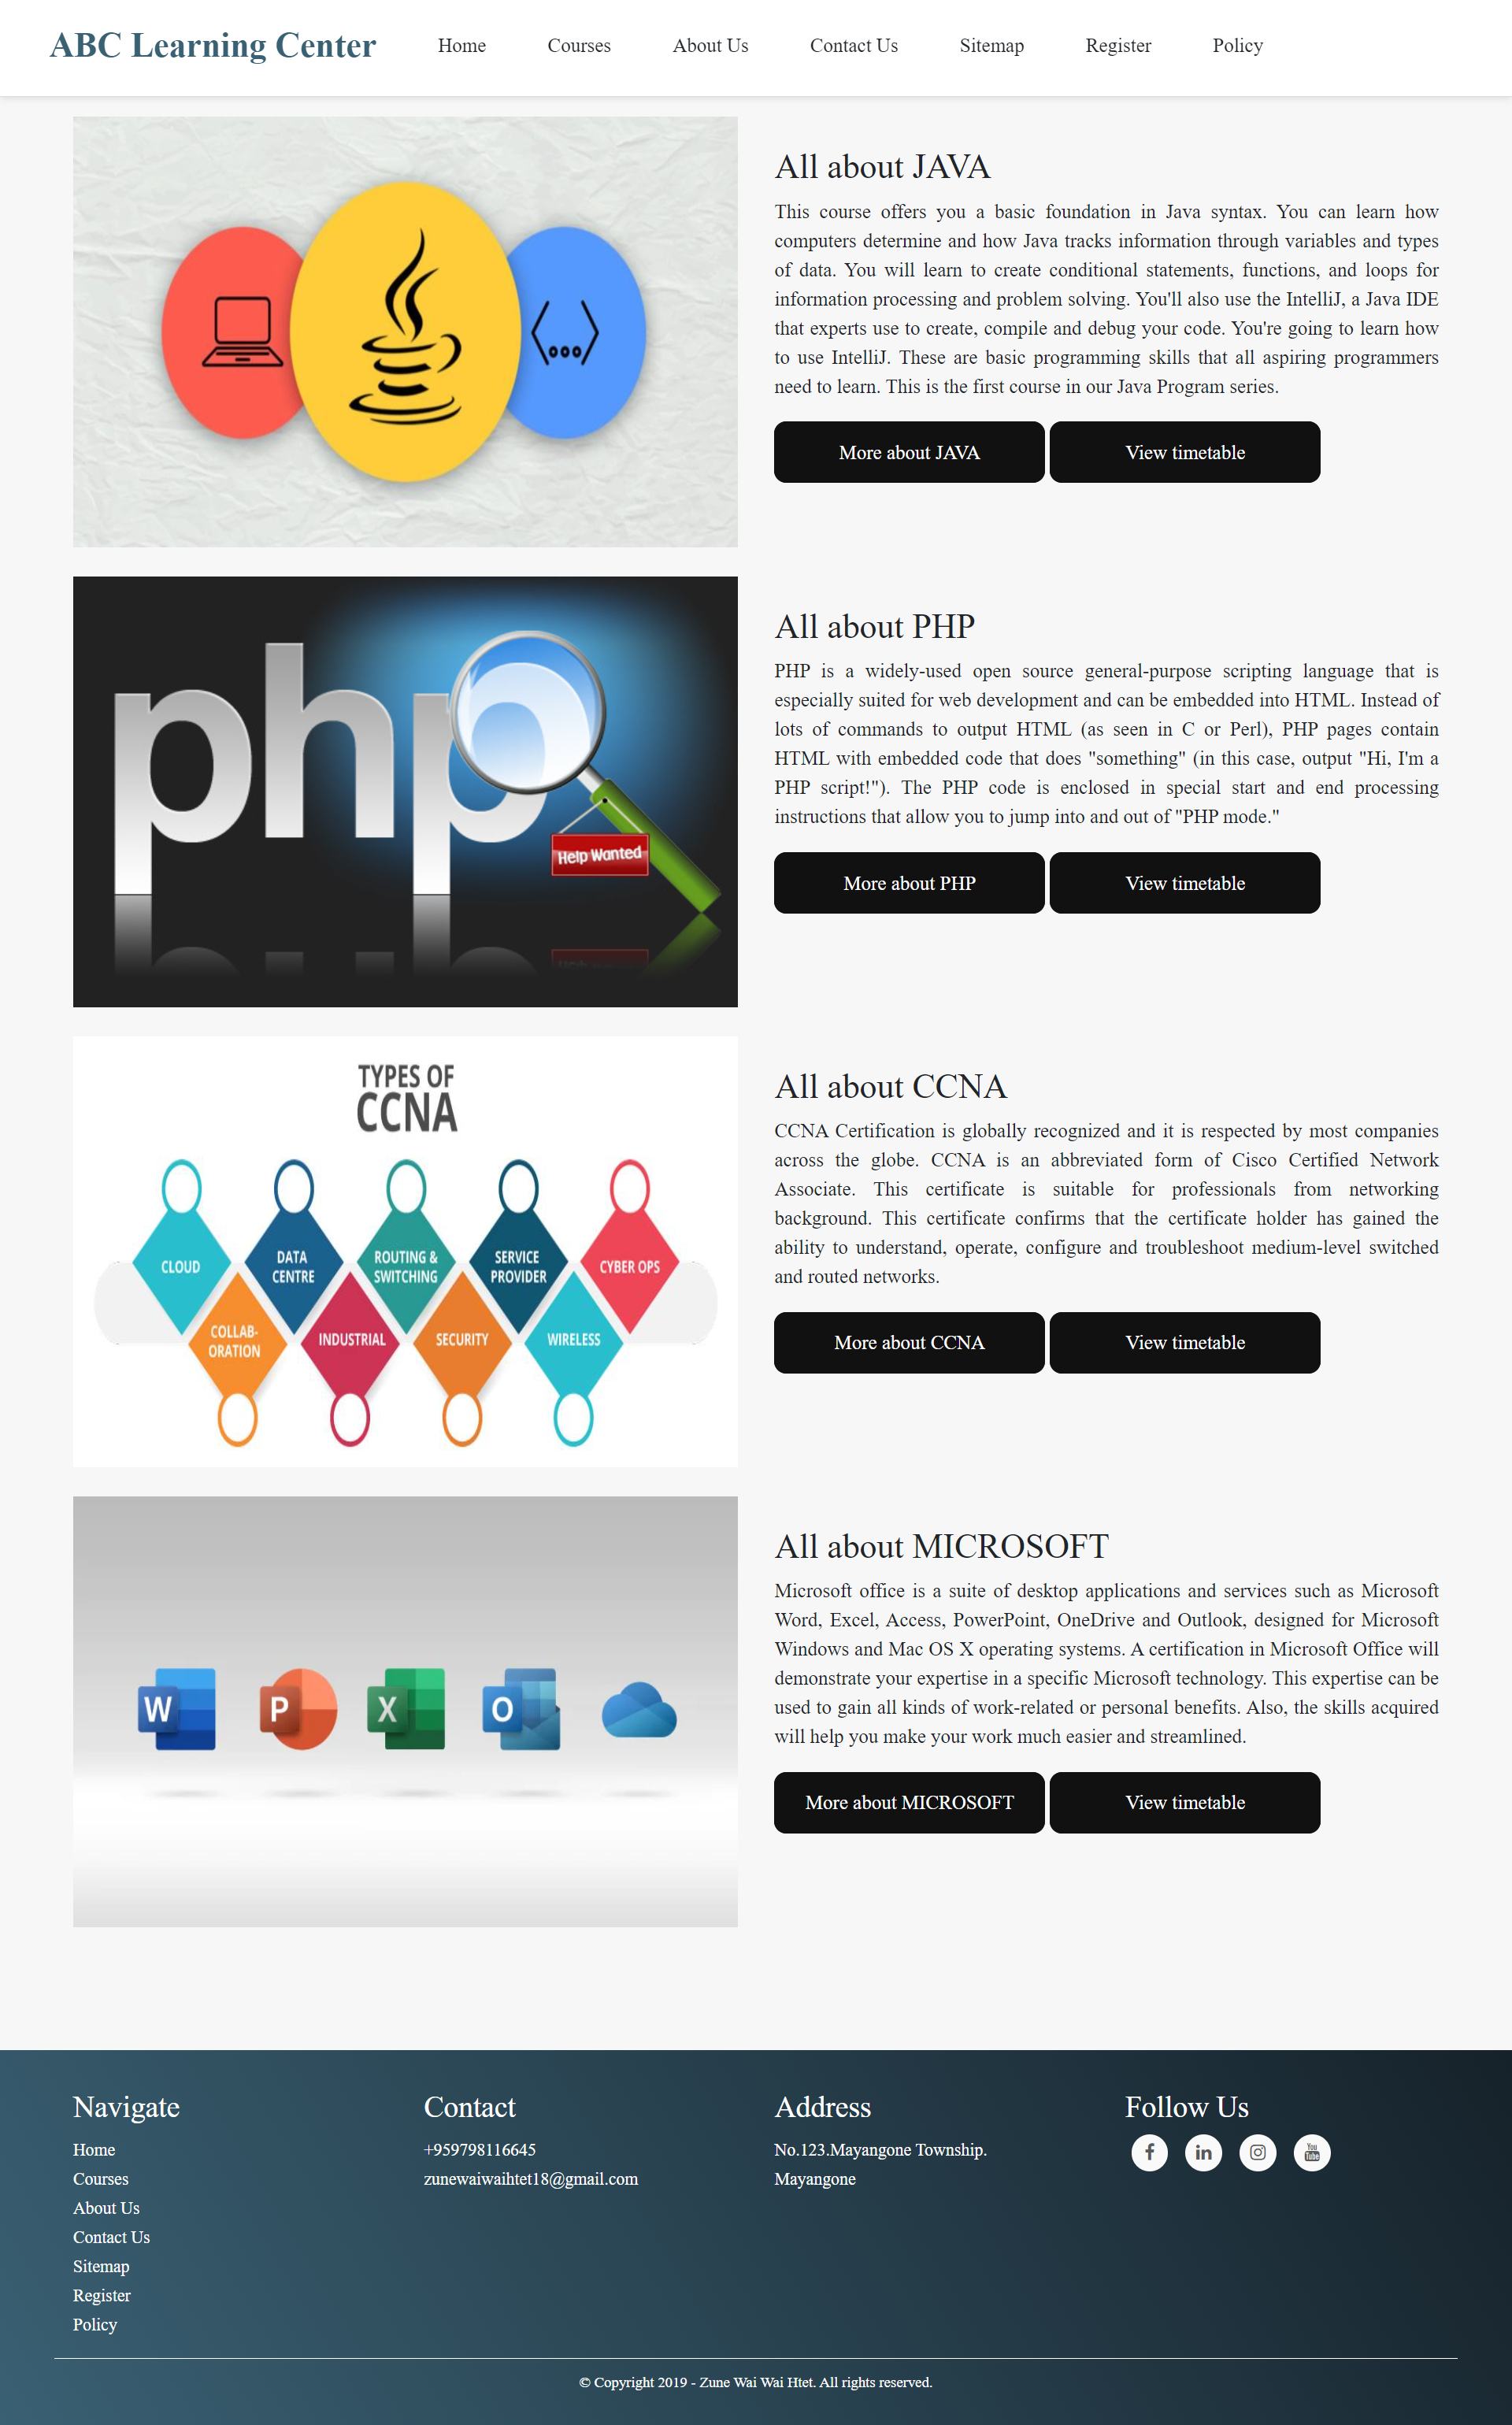 ABC Learning Center
Home
Courses
About Us
Contact Us
Sitemap
Register
Policy
All about JAVA
This course offers you a basic foundation in Java syntax. You can learn how
computers determine and how Java tracks information through variables and types
of data. You will learn to create conditional statements, functions, and loops for
information processing and problem solving. You'll also use the IntelliJ, a Java IDE
that experts use to create, compile and debug your code. You're going to learn how
to use IntelliJ. These are basic programming skills that all aspiring programmers
need to learn. This is the first course in our Java Program series.
More about JAVA
View timetable
php
Help Wanted
All about PHP
PHP is a widely-used open source general-purpose scripting language that is
especially suited for web development and can be embedded into HTML. Instead of
lots of commands to output HTML (as seen in C or Perl), PHP pages contain
HTML with embedded code that does "something" (in this case, output "Hi, I'm a
PHP script!"). The PHP code is enclosed in special start and end processing
instructions that allow you to jump into and out of "PHP mode."
More about PHP
View timetable
TYPES OF
CCNA
CLOUD
DATA
CENTRE
ROUTING &
SWITCHING
SERVICE
PROVIDER
CYBER OPS
COLLAB-
ORATION
INDUSTRIAL
SECURITY
WIRELESS
All about CCNA
CCNA Certification is globally recognized and it is respected by most companies
across the globe. CCNA is an abbreviated form of Cisco Certified Network
Associate. This certificate is suitable for professionals from networking
background. This certificate confirms that the certificate holder has gained the
ability to understand, operate, configure and troubleshoot medium-level switched
and routed networks.
More about CCNA
View timetable
W
P
X
O
All about MICROSOFT
Microsoft office is a suite of desktop applications and services such as Microsoft
Word, Excel, Access, PowerPoint, OneDrive and Outlook, designed for Microsoft
Windows and Mac OS X operating systems. A certification in Microsoft Office will
demonstrate your expertise in a specific Microsoft technology. This expertise can be
used to gain all kinds of work-related or personal benefits. Also, the skills acquired
will help you make your work much easier and streamlined.
More about MICROSOFT
View timetable
Navigate
Home
Courses
About Us
Contact Us
Sitemap
Register
Policy
Contact
+959798116645
zunewaiwaihtet18@gmail.com
Address
No.123.Mayangone Township.
Mayangone
Follow Us
f
in
You
Tube
© Copyright 2019 - Zune Wai Wai Htet. All rights reserved.